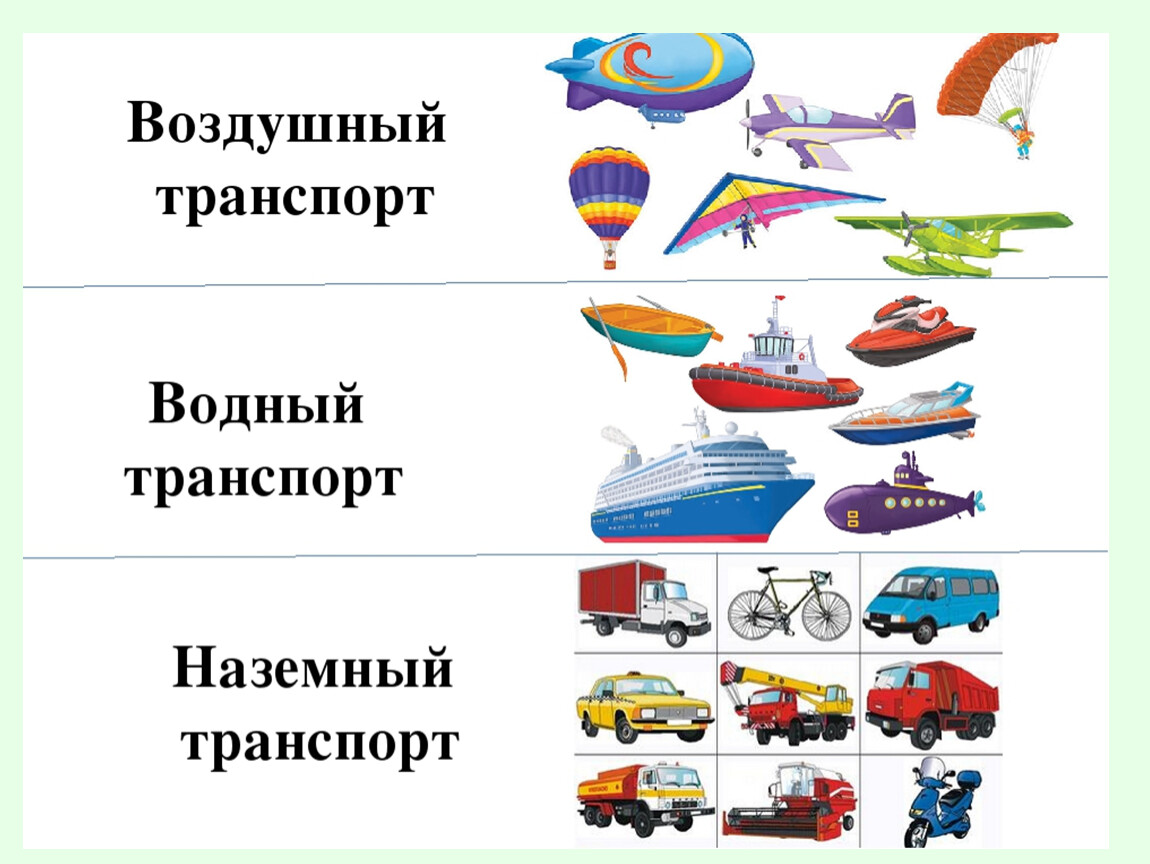 Воздушный
транспорт
Водный
транспорт
Наземный
транспорт